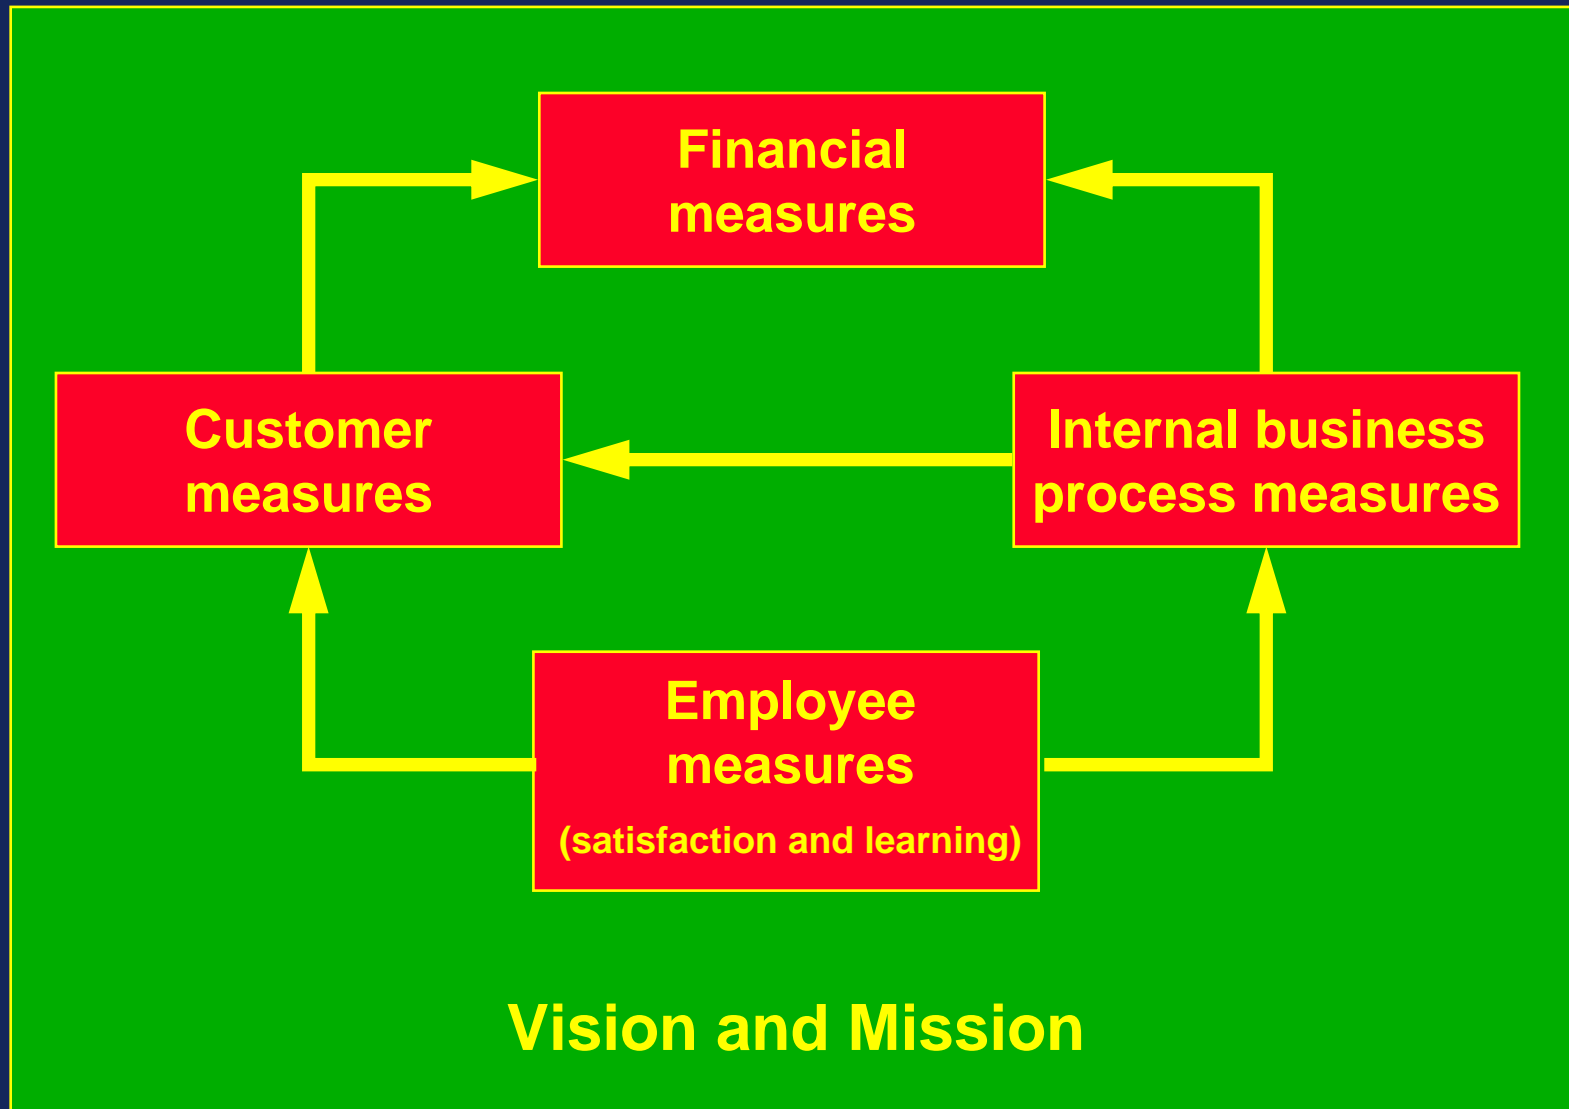 Financial
measures
Customer
measures
Internal business
process measures
Employee
measures
(satisfaction and learning)
Vision and Mission